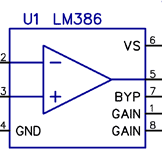 U1 LM386
VS 6
2 −
5
3 +
BYP 7
GAIN 1
4 GND GAIN 8